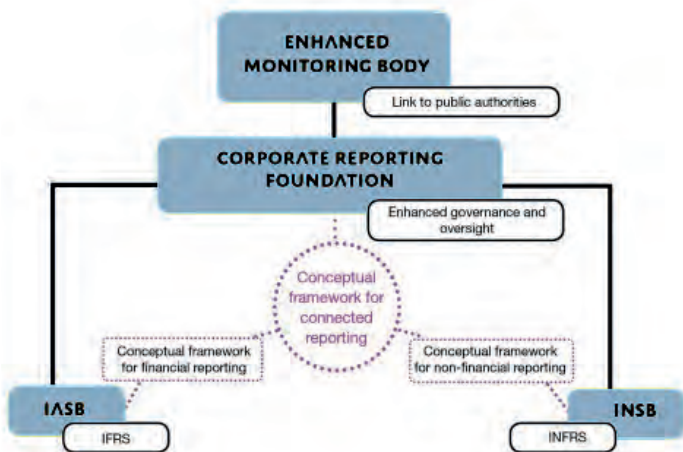 ENHANCED
MONITORING BODY
Link to public authorities
CORPORATE REPORTING
FOUNDATION
Enhanced governance and
oversight
Conceptual
framework for
connected
reporting
Conceptual framework
for financial reporting
Conceptual framework
for non-financial reporting
IASB
IFRS
INSB
INFRS